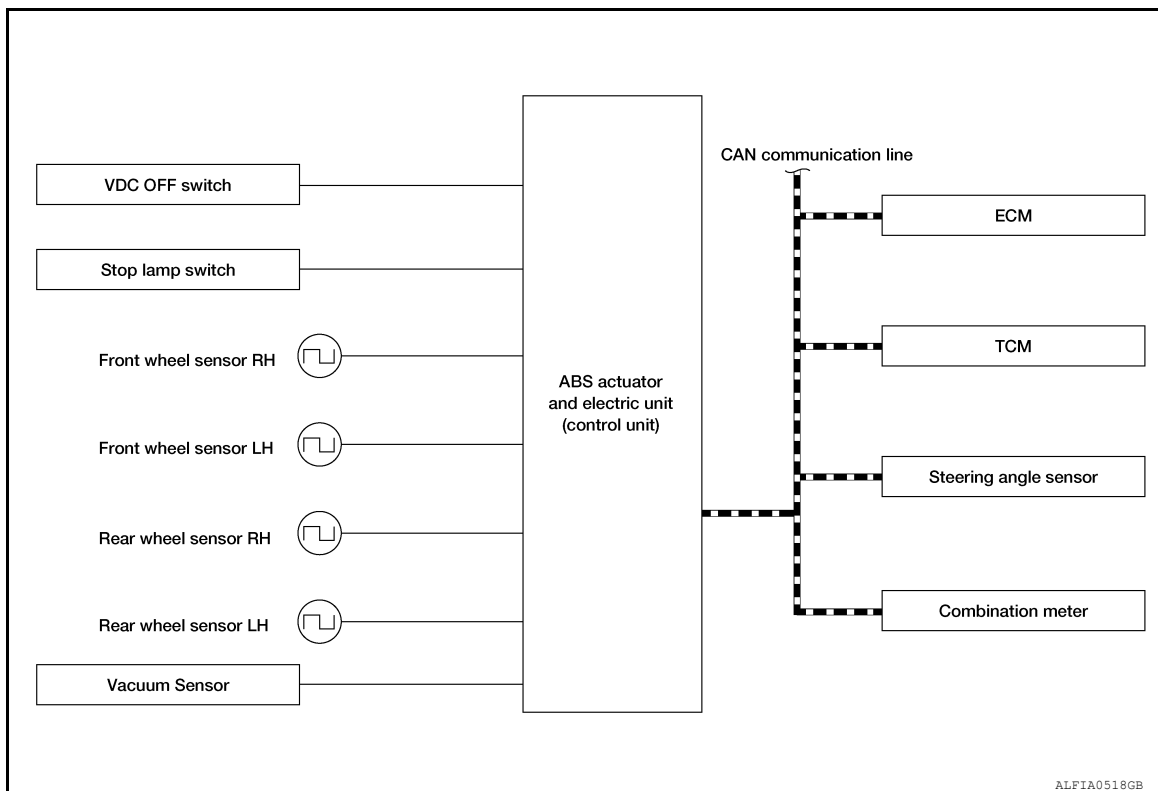 VDC OFF switch
Stop lamp switch
Front wheel sensor RH
Front wheel sensor LH
Rear wheel sensor RH
Rear wheel sensor LH
Vacuum Sensor
ABS actuator
and electric unit
(control unit)
CAN communication line
ECM
TCM
Steering angle sensor
Combination meter
ALFIA0518GB